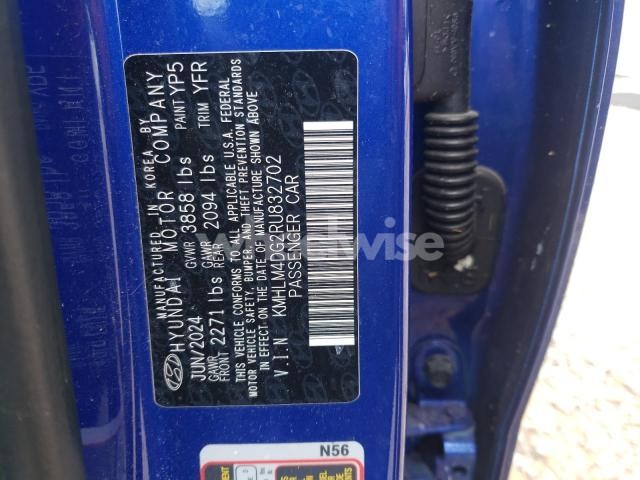 MANUFACTURED IN KOREA BY
HYUNDAI MOTOR COMPANY
JUN/2024 GVWR 3858 lbs PAINT YP5
GAWR FRONT 2271 lbs GAWR REAR 2094 lbs TRIM YFR
THIS VEHICLE CONFORMS TO ALL APPLICABLE U.S.A. FEDERAL
MOTOR VEHICLE SAFETY, BUMPER, AND THEFT PREVENTION STANDARDS
IN EFFECT ON THE DATE OF MANUFACTURE SHOWN ABOVE
V I N KMHLM4DG2RU832702
PASSENGER CAR
N56